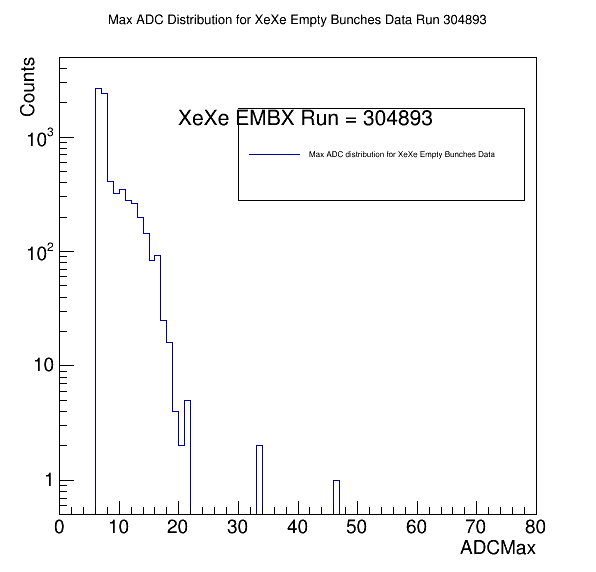 Max ADC Distribution for XeXe Empty Bunches Data Run 304893
Counts
XeXe EMBX Run = 304893
Max ADC distribution for XeXe Empty Bunches Data
10³
10²
10
1
0 10 20 30 40 50 60 70 80
ADCMax